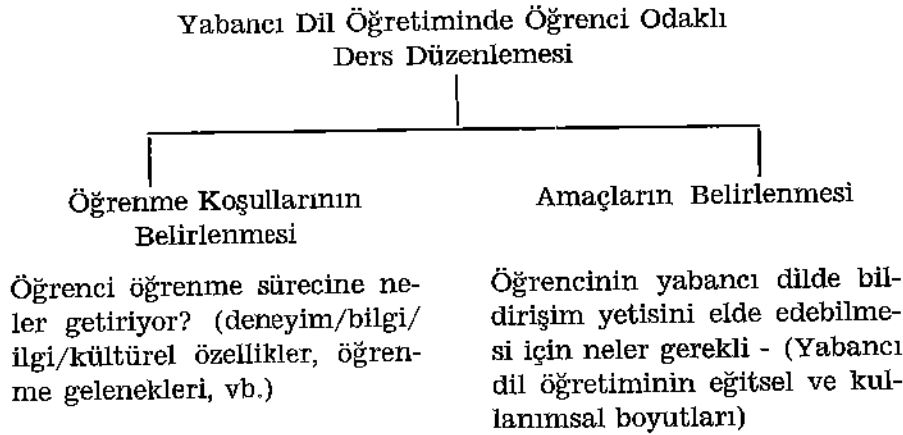 Yabancı Dil Öğretiminde Öğrenci Odaklı
Ders Düzenlemesi
Öğrenme Koşullarının
Belirlenmesi
Öğrenci öğrenme sürecine ne-
ler getiriyor? (deneyim/bilgi/
ilgi/kültürel özellikler, öğren-
me gelenekleri, vb.)
Amaçların Belirlenmesi
Öğrencinin yabancı dilde bil-
dirişim yetisini elde edebilme-
si için neler gerekli - (Yabancı
dil öğretiminin eğitsel ve kul-
lanımsal boyutları)